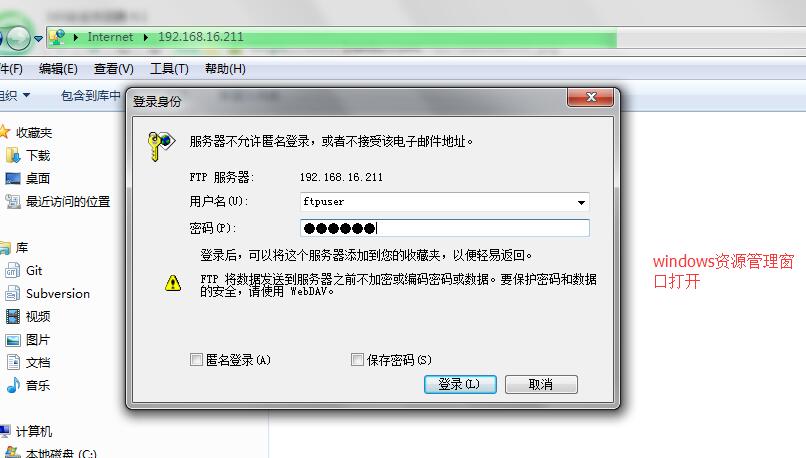 Internet 192.168.16.211
件(F) 编辑(E) 查看(V) 工具(T) 帮助(H)
组织 包含到库中
登录身份
收藏夹
下载
桌面
最近访问的位置
库
Git
Subversion
视频
图片
文档
音乐
计算机
本地磁盘 (C:)
服务器不允许匿名登录，或者不接受该电子邮件地址。
FTP 服务器: 192.168.16.211
用户名(U): ftpuser
密码(P): ●●●●●●
登录后，可以将这个服务器添加到您的收藏夹，以便轻易返回。
FTP 将数据发送到服务器之前不加密或编码密码或数据。要保护密码和数据
的安全，请使用 WebDAV。
匿名登录(A) 保存密码(S)
登录(L) 取消
windows资源管理窗
口打开